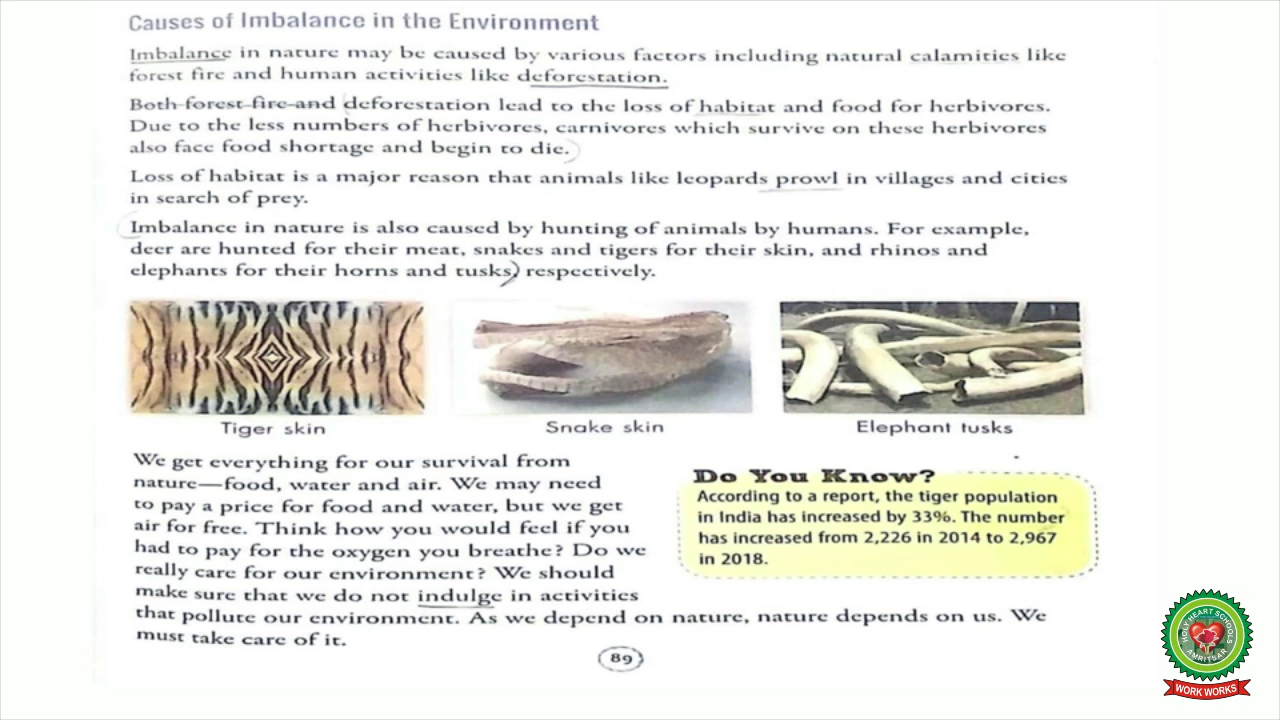 Causes of Imbalance in the Environment
Imbalance in nature may be caused by various factors including natural calamities like
forest fire and human activities like deforestation.
Both forest fire and deforestation lead to the loss of habitat and food for herbivores.
Due to the less numbers of herbivores, carnivores which survive on these herbivores
also face food shortage and begin to die.
Loss of habitat is a major reason that animals like leopards prowl in villages and cities
in search of prey.
Imbalance in nature is also caused by hunting of animals by humans. For example,
deer are hunted for their meat, snakes and tigers for their skin, and rhinos and
elephants for their horns and tusks) respectively.
Tiger skin
Snake skin
Elephant tusks
We get everything for our survival from
nature—food, water and air. We may need
to pay a price for food and water, but we get
air for free. Think how you would feel if you
had to pay for the oxygen you breathe? Do we
really care for our environment? We should
make sure that we do not indulge in activities
that pollute our environment. As we depend on nature, nature depends on us. We
must take care of it.
Do You Know?
According to a report, the tiger population
in India has increased by 33%. The number
has increased from 2,226 in 2014 to 2,967
in 2018.
89
HOLY HEART SCHOOLS
AMRITSAR
WORK WORKS